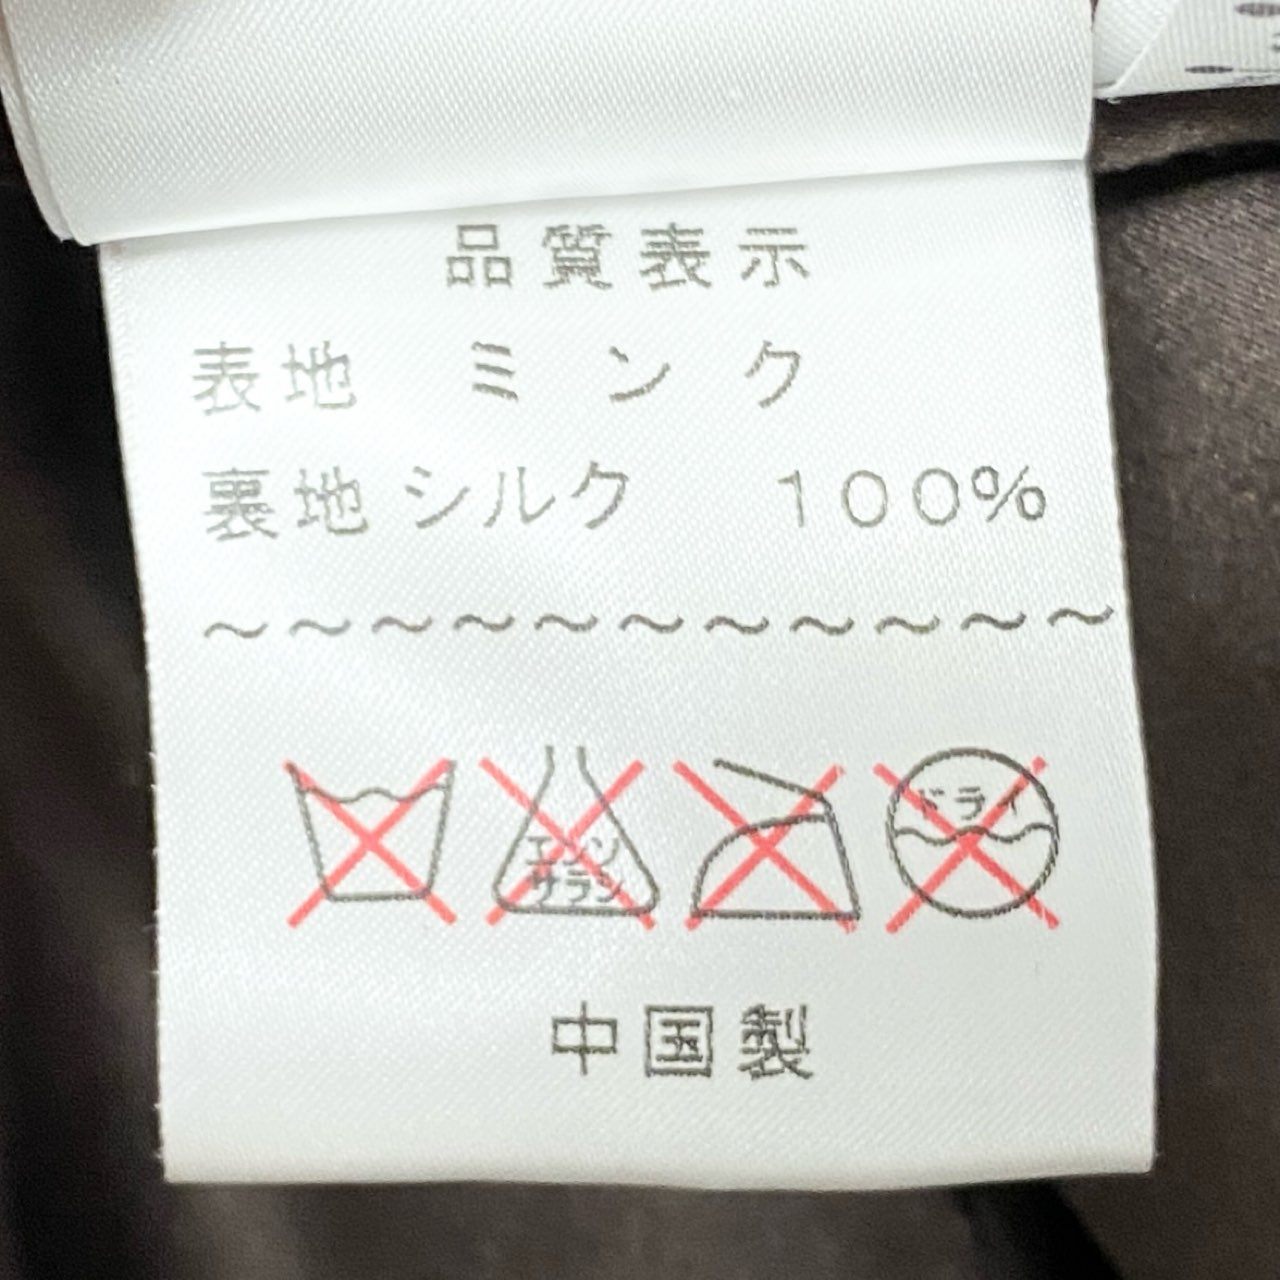 品質表示
表地 ミンク
裏地シルク 100%
~~~~~~~~~~~
エンソ
サラシ
ドライ
中国製